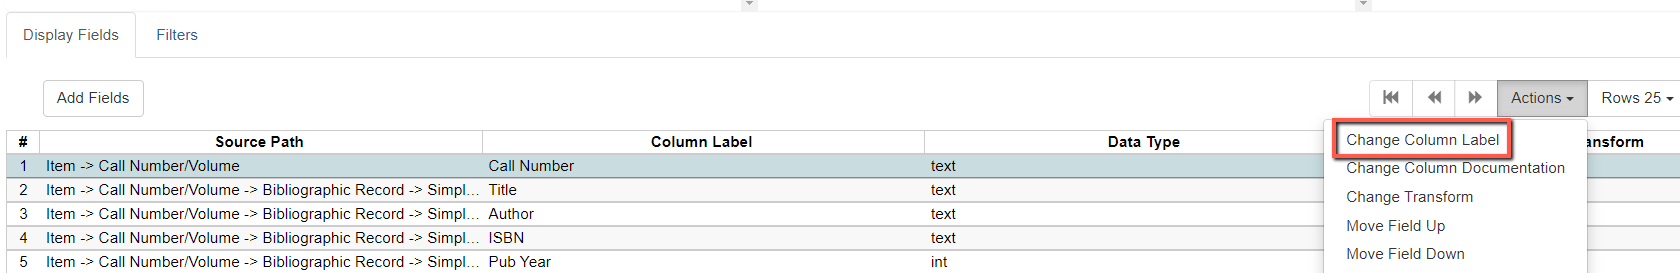 Display Fields Filters
Add Fields Actions Rows 25
# Source Path Column Label Data Type ansform
1 Item -> Call Number/Volume Call Number text
2 Item -> Call Number/Volume -> Bibliographic Record -> Simpl... Title text
3 Item -> Call Number/Volume -> Bibliographic Record -> Simpl... Author text
4 Item -> Call Number/Volume -> Bibliographic Record -> Simpl... ISBN text
5 Item -> Call Number/Volume -> Bibliographic Record -> Simpl... Pub Year int
Change Column Label
Change Column Documentation
Change Transform
Move Field Up
Move Field Down